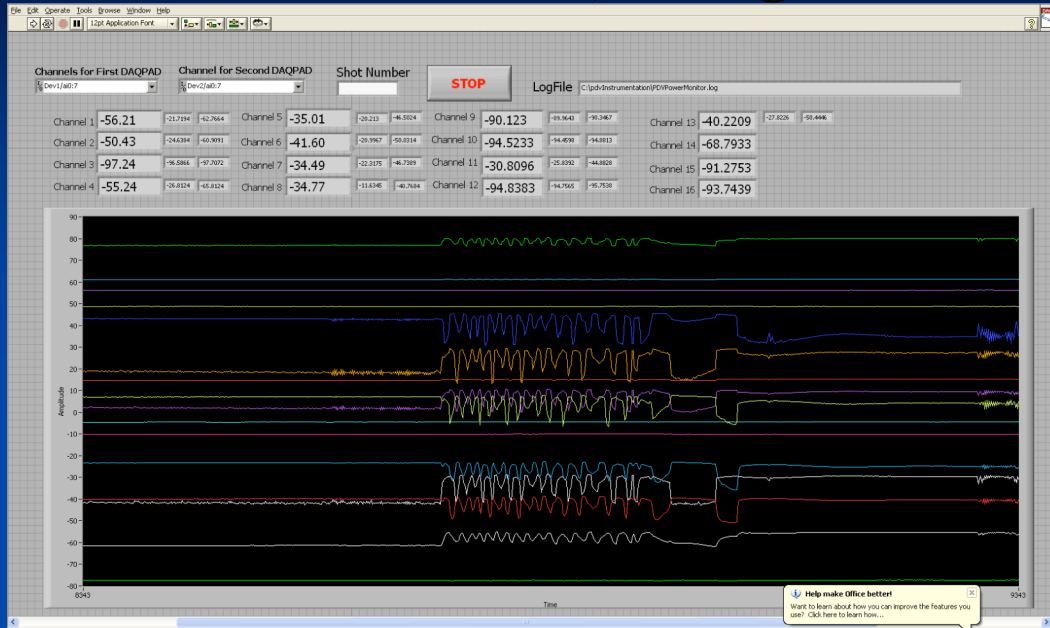 File Edit Operate Tools Browse Window Help
12pt Application Font
Channels for First DAQPAD Channel for Second DAQPAD Shot Number
Dev1/ai0:7 Dev2/ai0:7 STOP LogFile C:\pdvInstrumentation\PDVPowerMonitor.log
Channel 1 -56.21 -21.7194 -62.7664 Channel 5 -35.01 -20.213 -46.5024 Channel 9 -90.123 -89.9643 -90.3467 Channel 13 -40.2209 -27.8226 -50.4446
Channel 2 -50.43 -24.6304 -60.9091 Channel 6 -41.60 -20.9967 -50.0314 Channel 10 -94.5233 -94.4598 -94.8813 Channel 14 -68.7933
Channel 3 -97.24 -96.5866 -97.7072 Channel 7 -34.49 -22.3175 -46.7389 Channel 11 -30.8096 -25.8392 -44.8828 Channel 15 -91.2753
Channel 4 -55.24 -26.8124 -65.8124 Channel 8 -34.77 -11.6345 -40.7604 Channel 12 -94.8383 -94.7565 -95.7538 Channel 16 -93.7439
90
80
70
60
50
40
30
20
10
0
-10
-20
-30
-40
-50
-60
-70
-80
Amplitude
8343 9343
Time
Help make Office better!
Want to learn about how you can improve the features you
use? Click here to learn how...